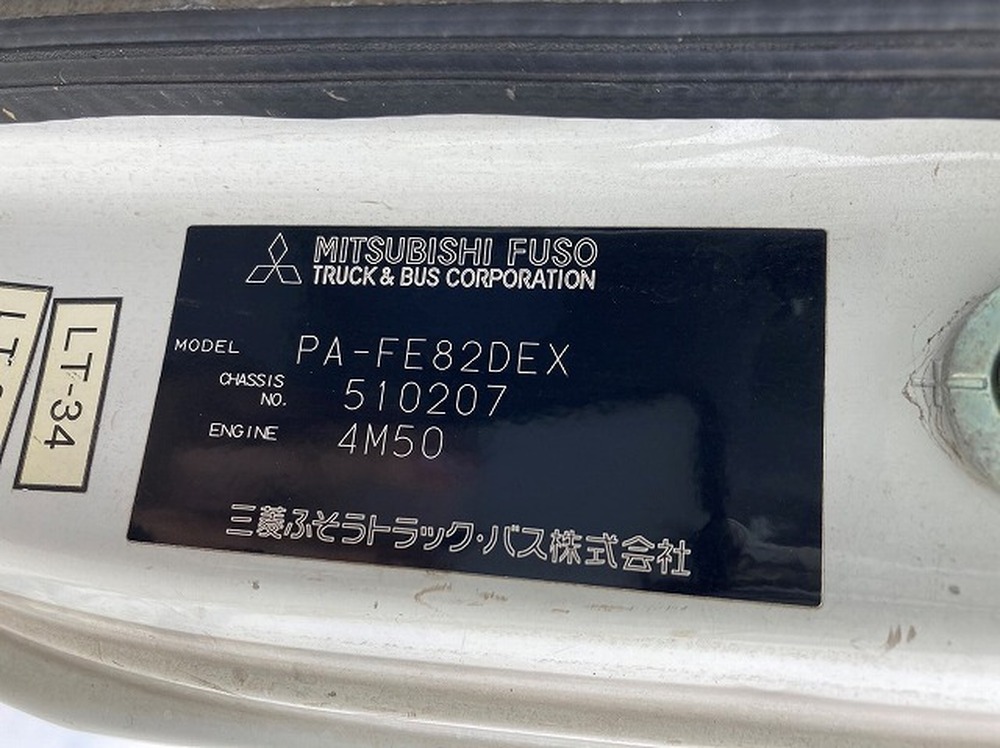 MITSUBISHI FUSO
TRUCK & BUS CORPORATION
MODEL PA-FE82DEX
CHASSIS
NO. 510207
ENGINE 4M50
三菱ふそうトラック・バス株式会社
LT-34